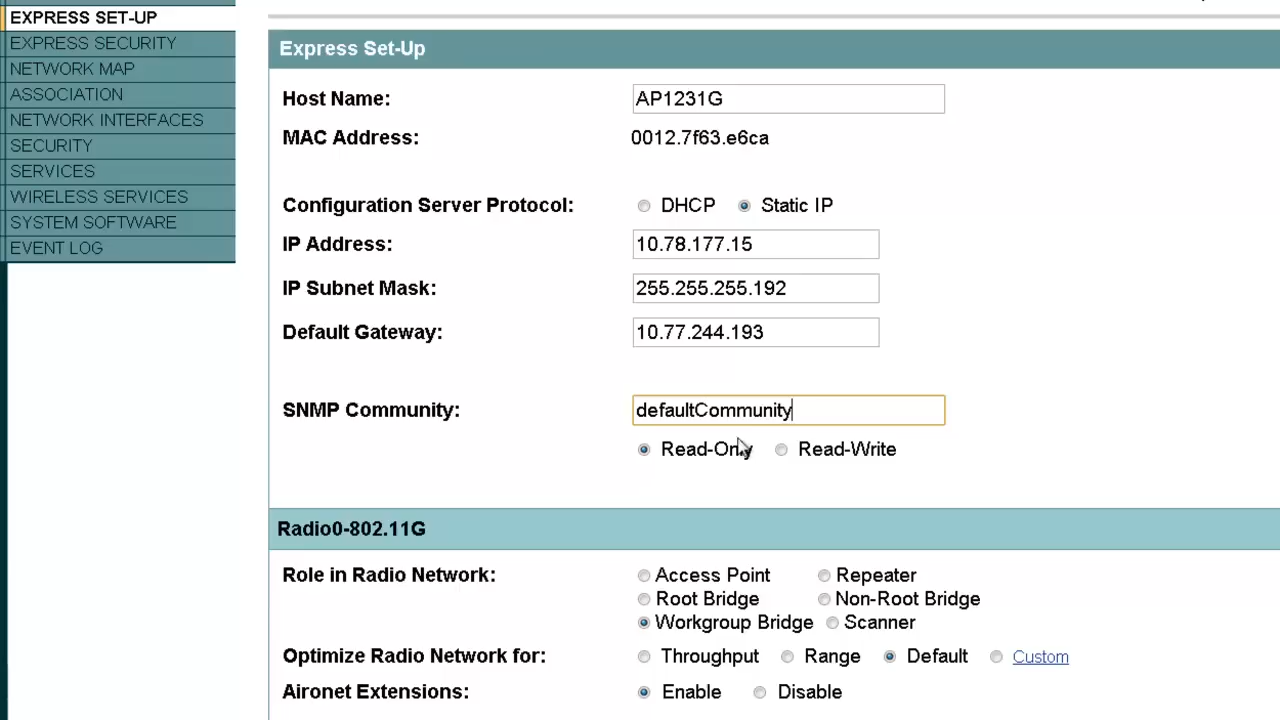 EXPRESS SET-UP
EXPRESS SECURITY
NETWORK MAP
ASSOCIATION
NETWORK INTERFACES
SECURITY
SERVICES
WIRELESS SERVICES
SYSTEM SOFTWARE
EVENT LOG
Express Set-Up
Host Name: AP1231G
MAC Address: 0012.7f63.e6ca
Configuration Server Protocol: DHCP Static IP
IP Address: 10.78.177.15
IP Subnet Mask: 255.255.255.192
Default Gateway: 10.77.244.193
SNMP Community: defaultCommunity
Read-Only Read-Write
Radio0-802.11G
Role in Radio Network: Access Point Repeater
Root Bridge Non-Root Bridge
Workgroup Bridge Scanner
Optimize Radio Network for: Throughput Range Default Custom
Aironet Extensions: Enable Disable